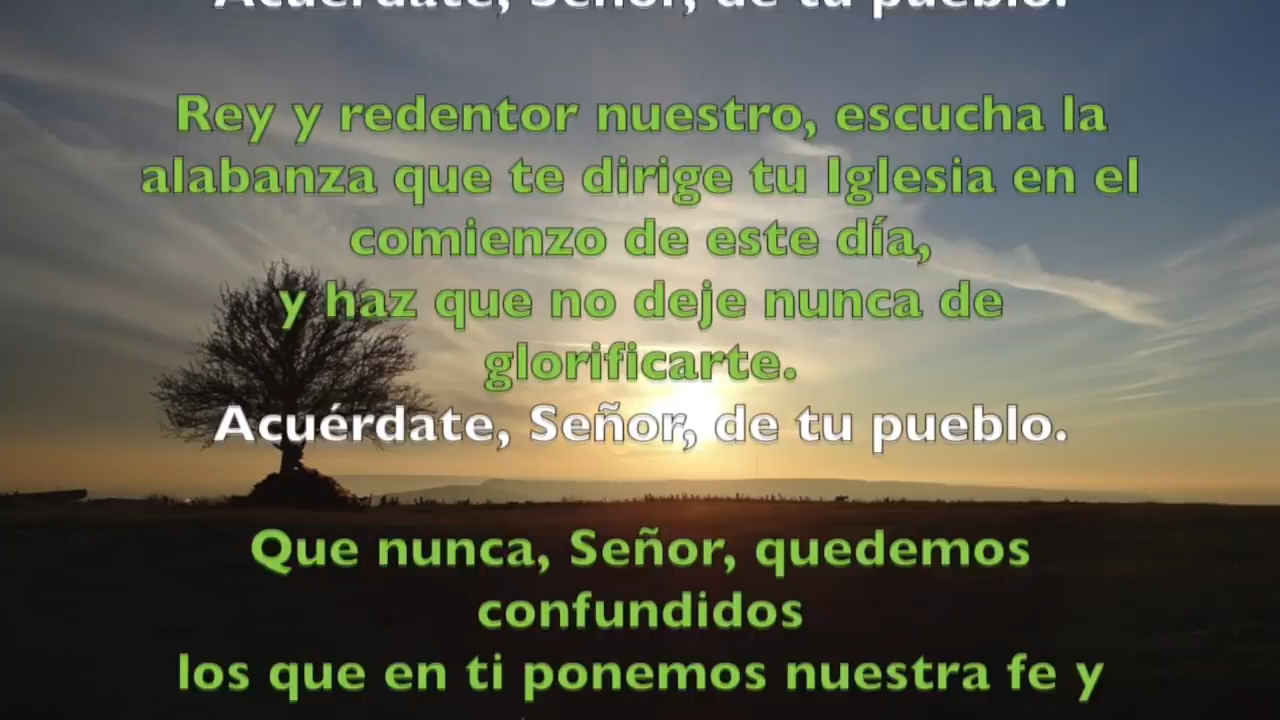 Acuérdate, Señor, de tu pueblo.
Rey y redentor nuestro, escucha la
alabanza que te dirige tu Iglesia en el
comienzo de este día,
y haz que no deje nunca de
glorificarte.
Acuérdate, Señor, de tu pueblo.
Que nunca, Señor, quedemos
confundidos
los que en ti ponemos nuestra fe y